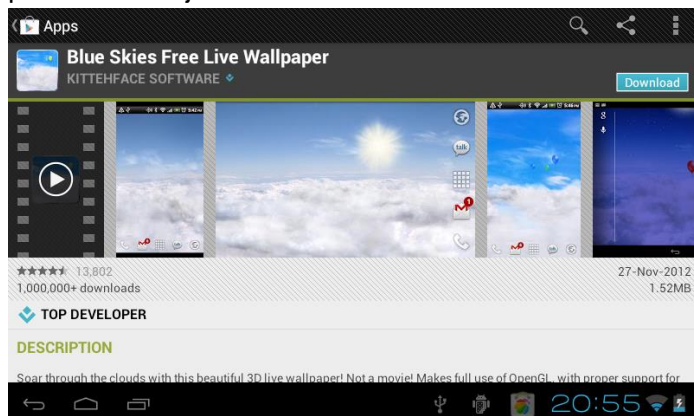 Apps
Blue Skies Free Live Wallpaper
KITTEHFACE SOFTWARE
Download
talk
13,802
27-Nov-2012
1,000,000+ downloads
1.52MB
TOP DEVELOPER
DESCRIPTION
Soar through the clouds with this beautiful 3D live wallpaper! Not a movie! Makes full use of OpenGL, with proper support for
20:55